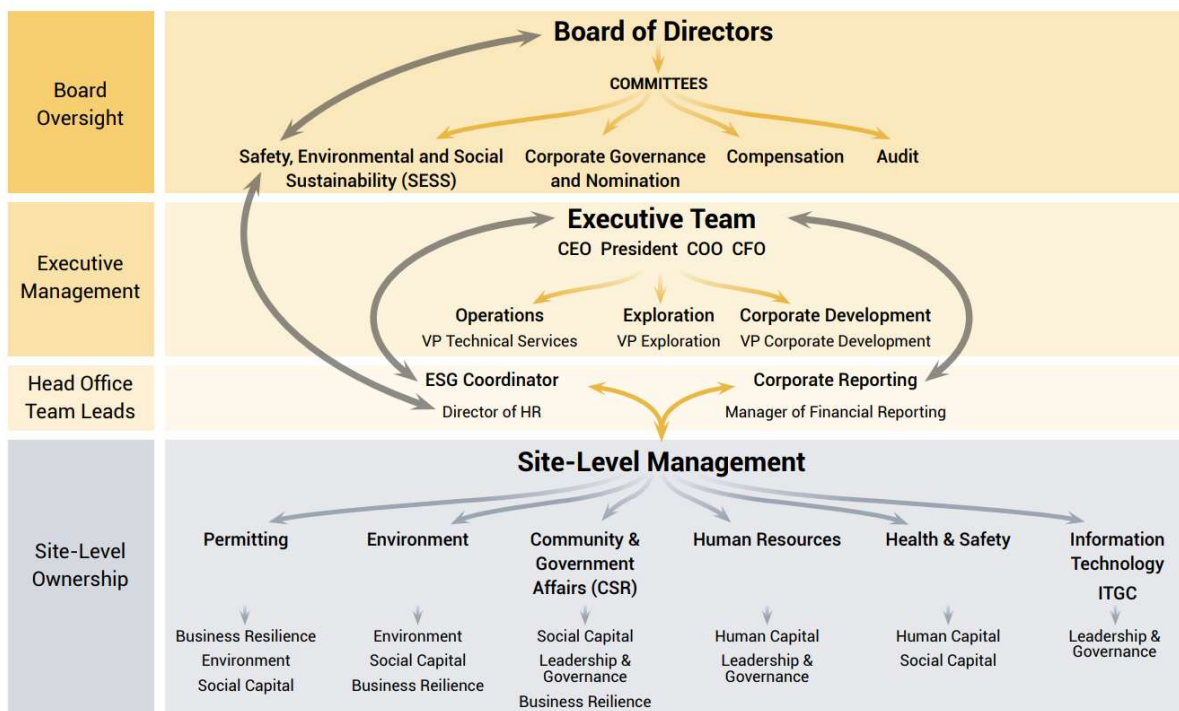 Board
Oversight
Board of Directors
COMMITTEES
Safety, Environmental and Social
Sustainability (SESS)
Corporate Governance
and Nomination
Compensation
Audit
Executive
Management
Executive Team
CEO President COO CFO
Operations
VP Technical Services
Exploration
VP Exploration
Corporate Development
VP Corporate Development
Head Office
Team Leads
ESG Coordinator
Director of HR
Corporate Reporting
Manager of Financial Reporting
Site-Level
Ownership
Site-Level Management
Permitting
Business Resilience
Environment
Social Capital
Environment
Environment
Social Capital
Business Rezilience
Community &
Government
Affairs (CSR)
Social Capital
Leadership &
Governance
Business Rezilience
Human Resources
Human Capital
Leadership &
Governance
Health & Safety
Human Capital
Social Capital
Information
Technology
ITGC
Leadership &
Governance